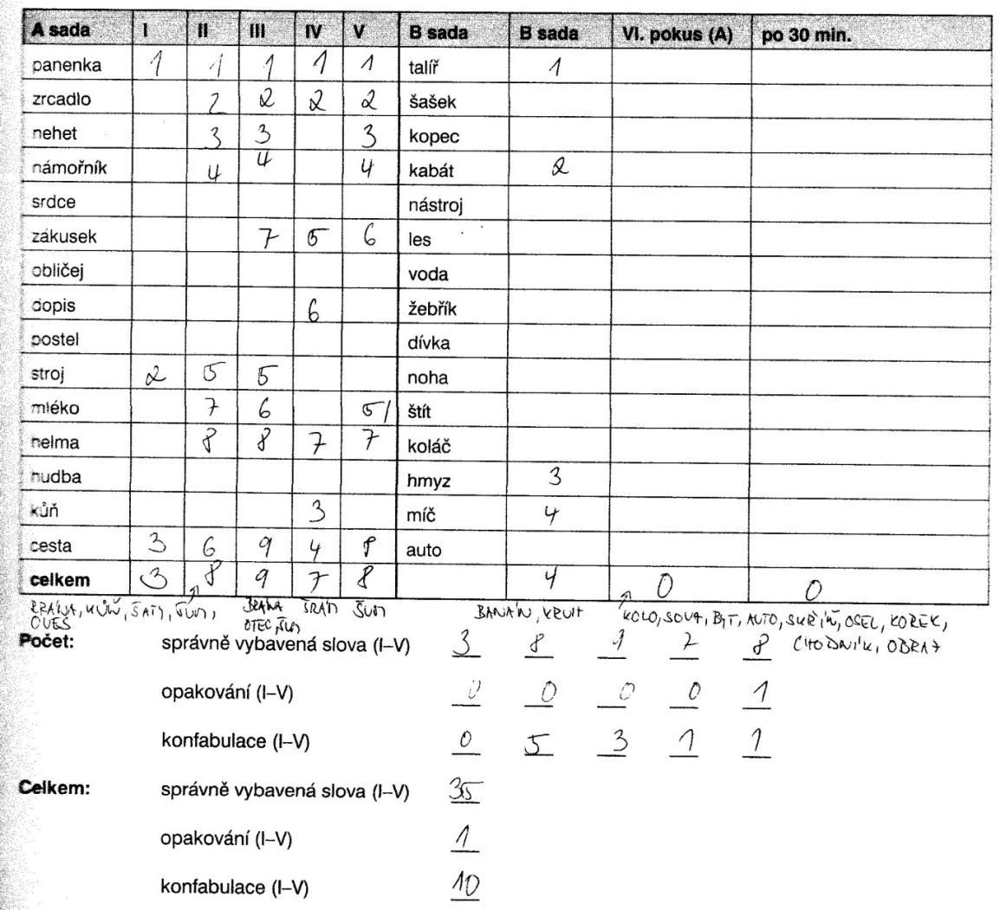 A sada I II III IV V B sada B sada VI. pokus (A) po 30 min.
panenka 1 1 1 1 1 talíř 1
zrcadlo 2 2 2 2 šašek
nehet 3 3 3 kopec
námořník 4 4 4 kabát 2
srdce nástroj
zákusek 7 5 6 les
obličej voda
dopis 6 žebřík
postel dívka
stroj 2 5 5 noha
mléko 7 6 5/ štít
helma 8 8 7 7 koláč
hudba hmyz 3
kůň 3 míč 4
cesta 3 6 9 4 8 auto
celkem 3 8 9 7 8 4 0 0
KŮŇ, ŠATY, BRÁNA ŠUM BANÁN, KOLO, SOVA, BYT, AUTO, SKŘÍŇ, OSEL, KOREK,
OVES OTEC, ŠUM CHODNÍK, OBRAZ
Počet: správně vybavená slova (I–V) 3 8 9 7 8
opakování (I–V) 0 0 0 0 1
konfabulace (I–V) 0 5 3 1 1
Celkem: správně vybavená slova (I–V) 35
opakování (I–V) 1
konfabulace (I–V) 10